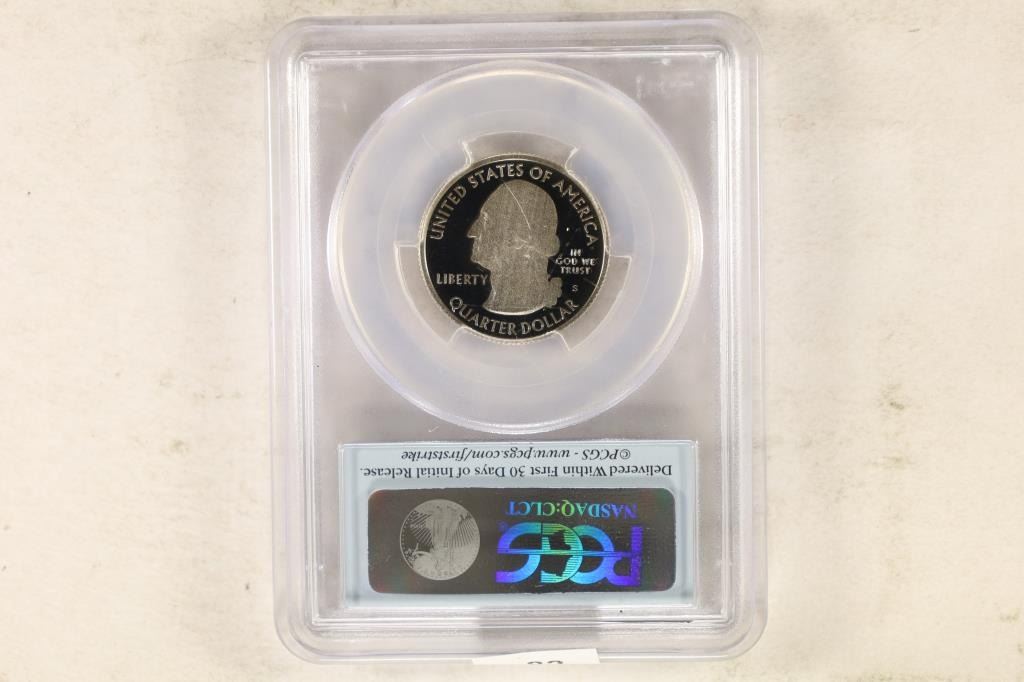 UNITED STATES OF AMERICA
LIBERTY
IN
GOD WE
TRUST
S
QUARTER DOLLAR
©PCGS - www.pcgs.com/firststrike
Delivered Within First 30 Days of Initial Release.
NASDAQ:CLCT
PCGS®